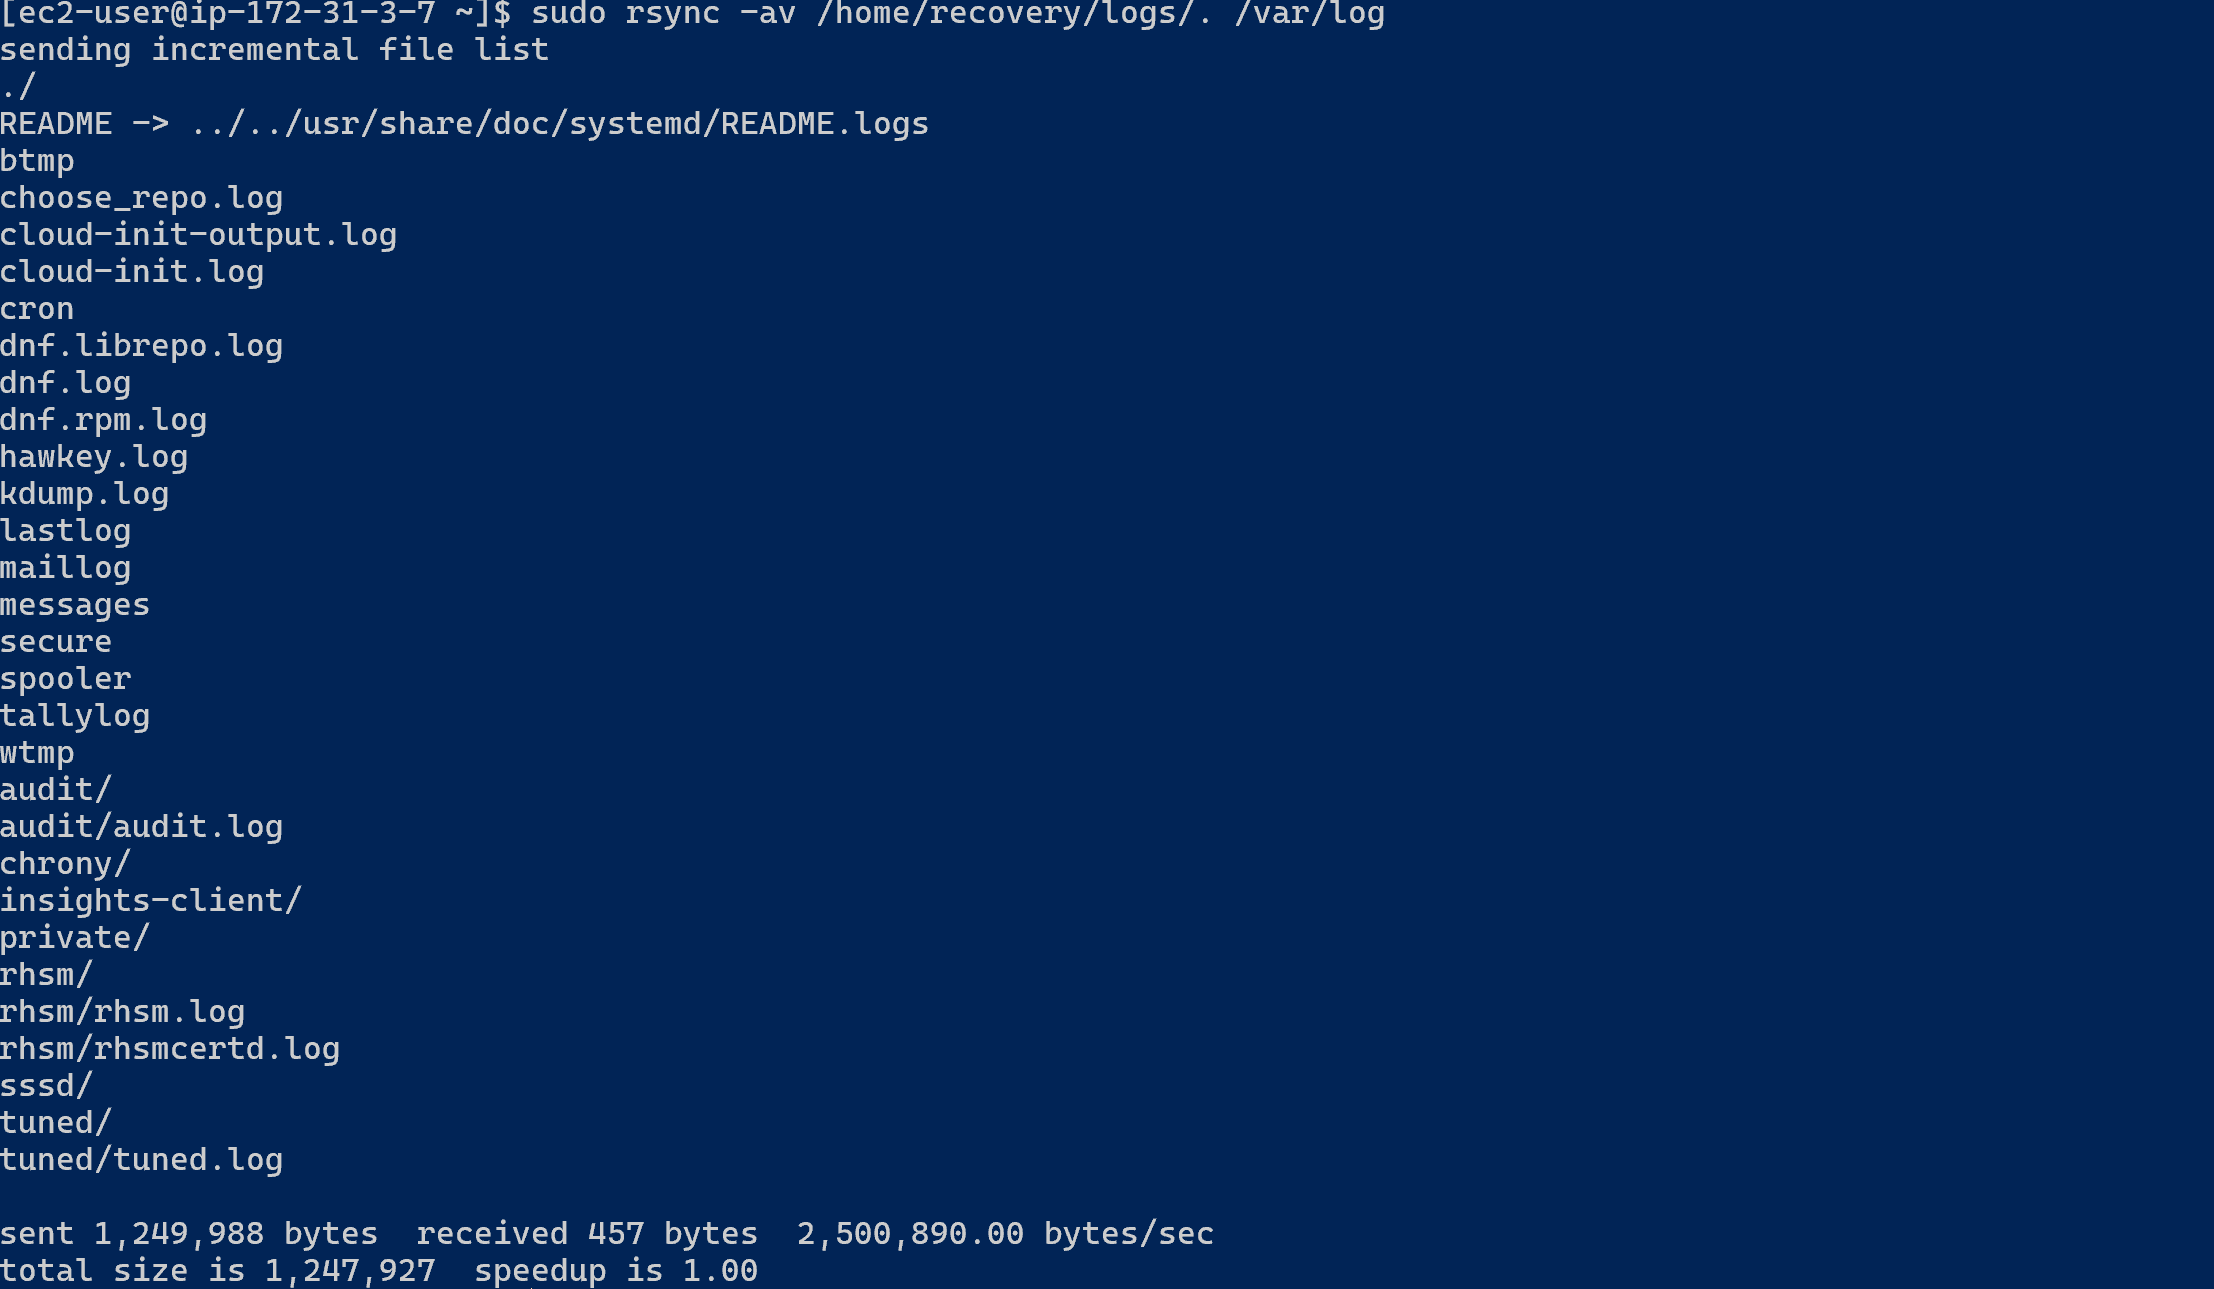 [ec2-user@ip-172-31-3-7 ~]$ sudo rsync -av /home/recovery/logs/. /var/log
sending incremental file list
./
README -> ../../usr/share/doc/systemd/README.logs
btmp
choose_repo.log
cloud-init-output.log
cloud-init.log
cron
dnf.librepo.log
dnf.log
dnf.rpm.log
hawkey.log
kdump.log
lastlog
maillog
messages
secure
spooler
tallylog
wtmp
audit/
audit/audit.log
chrony/
insights-client/
private/
rhsm/
rhsm/rhsm.log
rhsm/rhsmcertd.log
sssd/
tuned/
tuned/tuned.log

sent 1,249,988 bytes  received 457 bytes  2,500,890.00 bytes/sec
total size is 1,247,927  speedup is 1.00